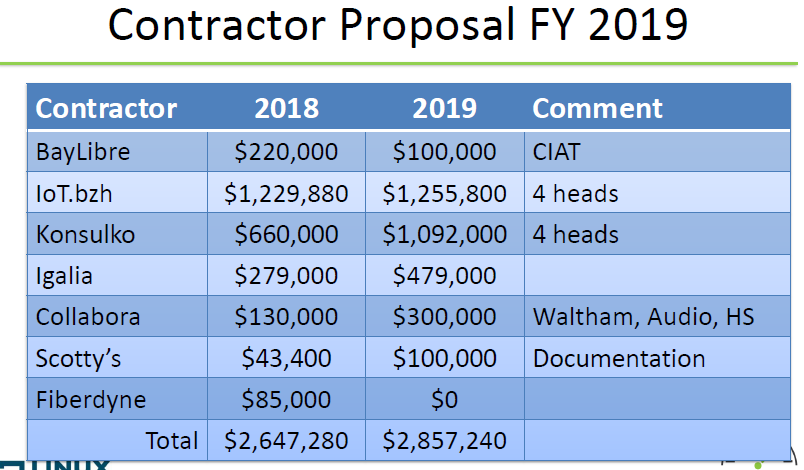 Contractor Proposal FY 2019
Contractor 2018 2019 Comment
BayLibre $220,000 $100,000 CIAT
IoT.bzh $1,229,880 $1,255,800 4 heads
Konsulko $660,000 $1,092,000 4 heads
Igalia $279,000 $479,000
Collabora $130,000 $300,000 Waltham, Audio, HS
Scotty’s $43,400 $100,000 Documentation
Fiberdyne $85,000 $0
Total $2,647,280 $2,857,240